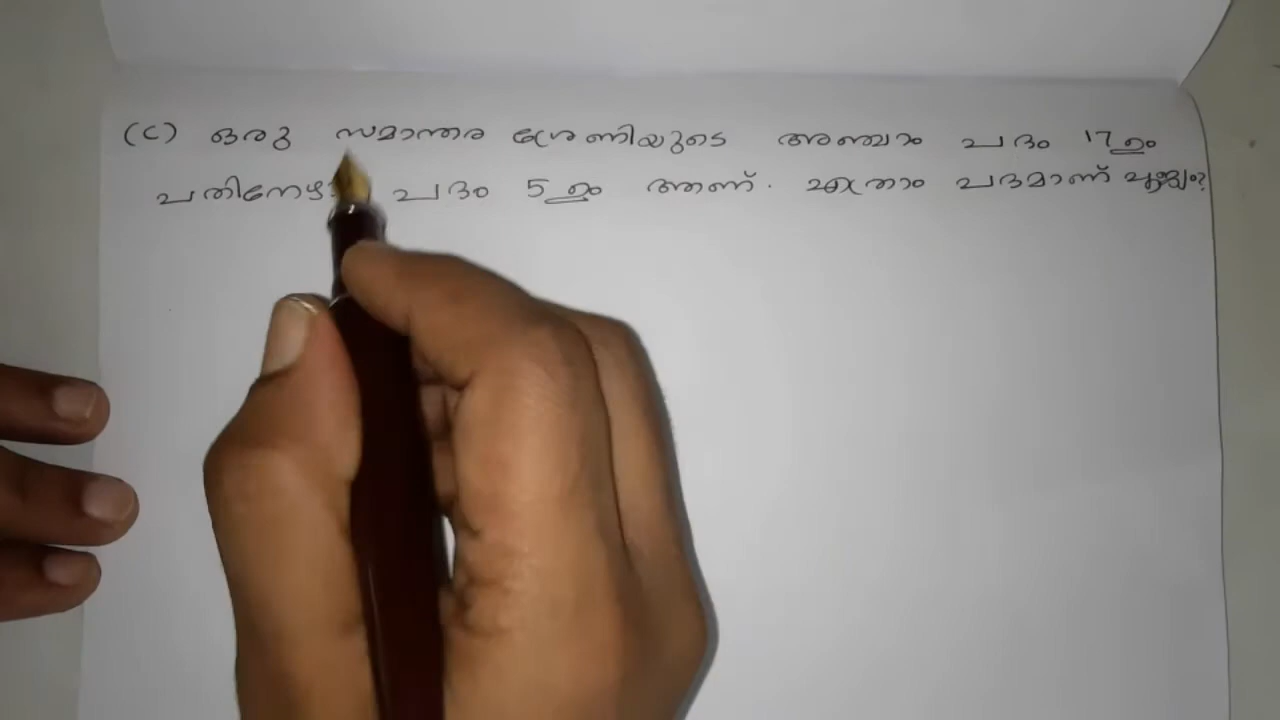 (c) ഒരു സമാന്തര ശ്രേണിയുടെ അഞ്ചാം പദം 17ഉം
പദം 5ഉം ആണ്. എത്രാം പദമാണ് പൂജ്യം?